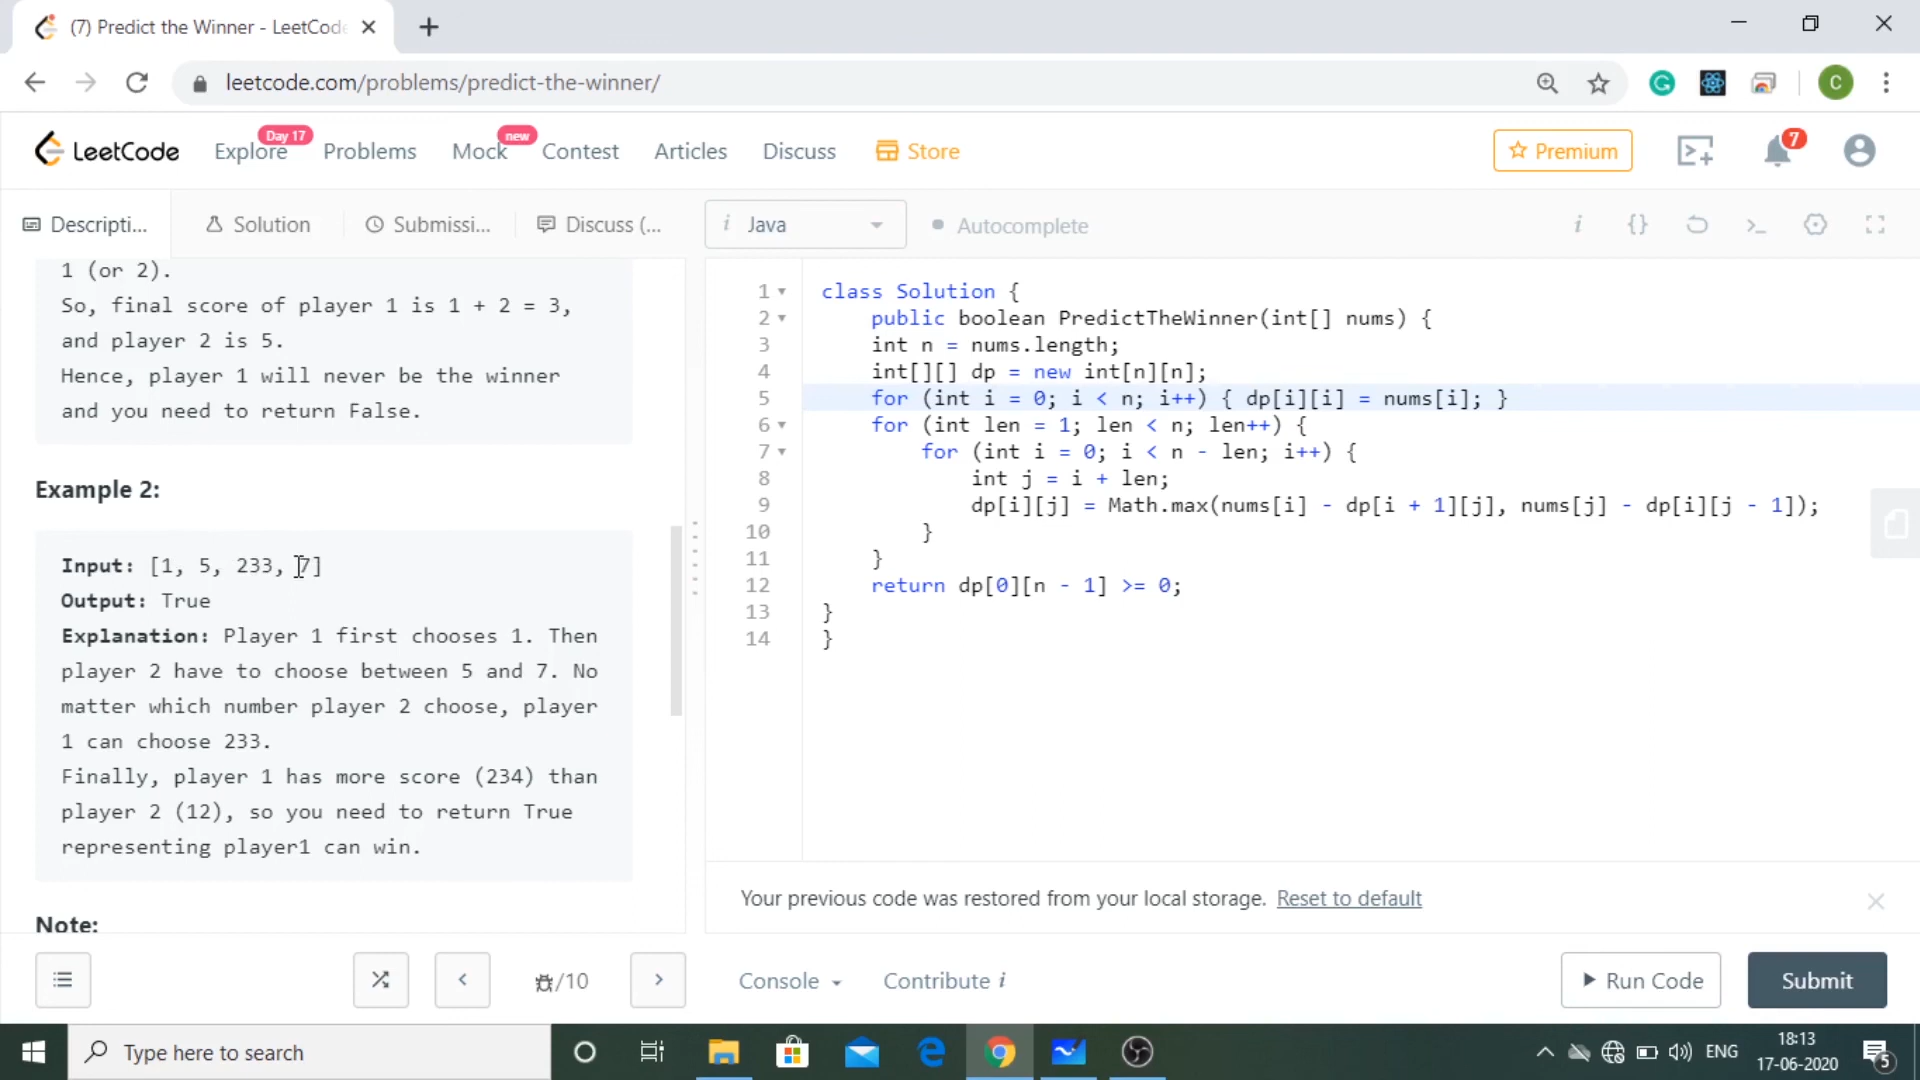 (7) Predict the Winner - LeetCode
leetcode.com/problems/predict-the-winner/
C
LeetCode
Explore
Day 17
Problems
Mock
new
Contest
Articles
Discuss
Store
Premium
7
Descripti...
Solution
Submissi...
Discuss (...
i Java
Autocomplete
i
{}
>_
1 (or 2).
So, final score of player 1 is 1 + 2 = 3,
and player 2 is 5.
Hence, player 1 will never be the winner
and you need to return False.
Example 2:
Input: [1, 5, 233, 7]
Output: True
Explanation: Player 1 first chooses 1. Then
player 2 have to choose between 5 and 7. No
matter which number player 2 choose, player
1 can choose 233.
Finally, player 1 has more score (234) than
player 2 (12), so you need to return True
representing player1 can win.
Note:
1 class Solution {
2 public boolean PredictTheWinner(int[] nums) {
3 int n = nums.length;
4 int[][] dp = new int[n][n];
5 for (int i = 0; i < n; i++) { dp[i][i] = nums[i]; }
6 for (int len = 1; len < n; len++) {
7 for (int i = 0; i < n - len; i++) {
8 int j = i + len;
9 dp[i][j] = Math.max(nums[i] - dp[i + 1][j], nums[j] - dp[i][j - 1]);
10 }
11 }
12 return dp[0][n - 1] >= 0;
13 }
14 }
Your previous code was restored from your local storage. Reset to default
/10
Console
Contribute i
Run Code
Submit
Type here to search
ENG
18:13
17-06-2020
5